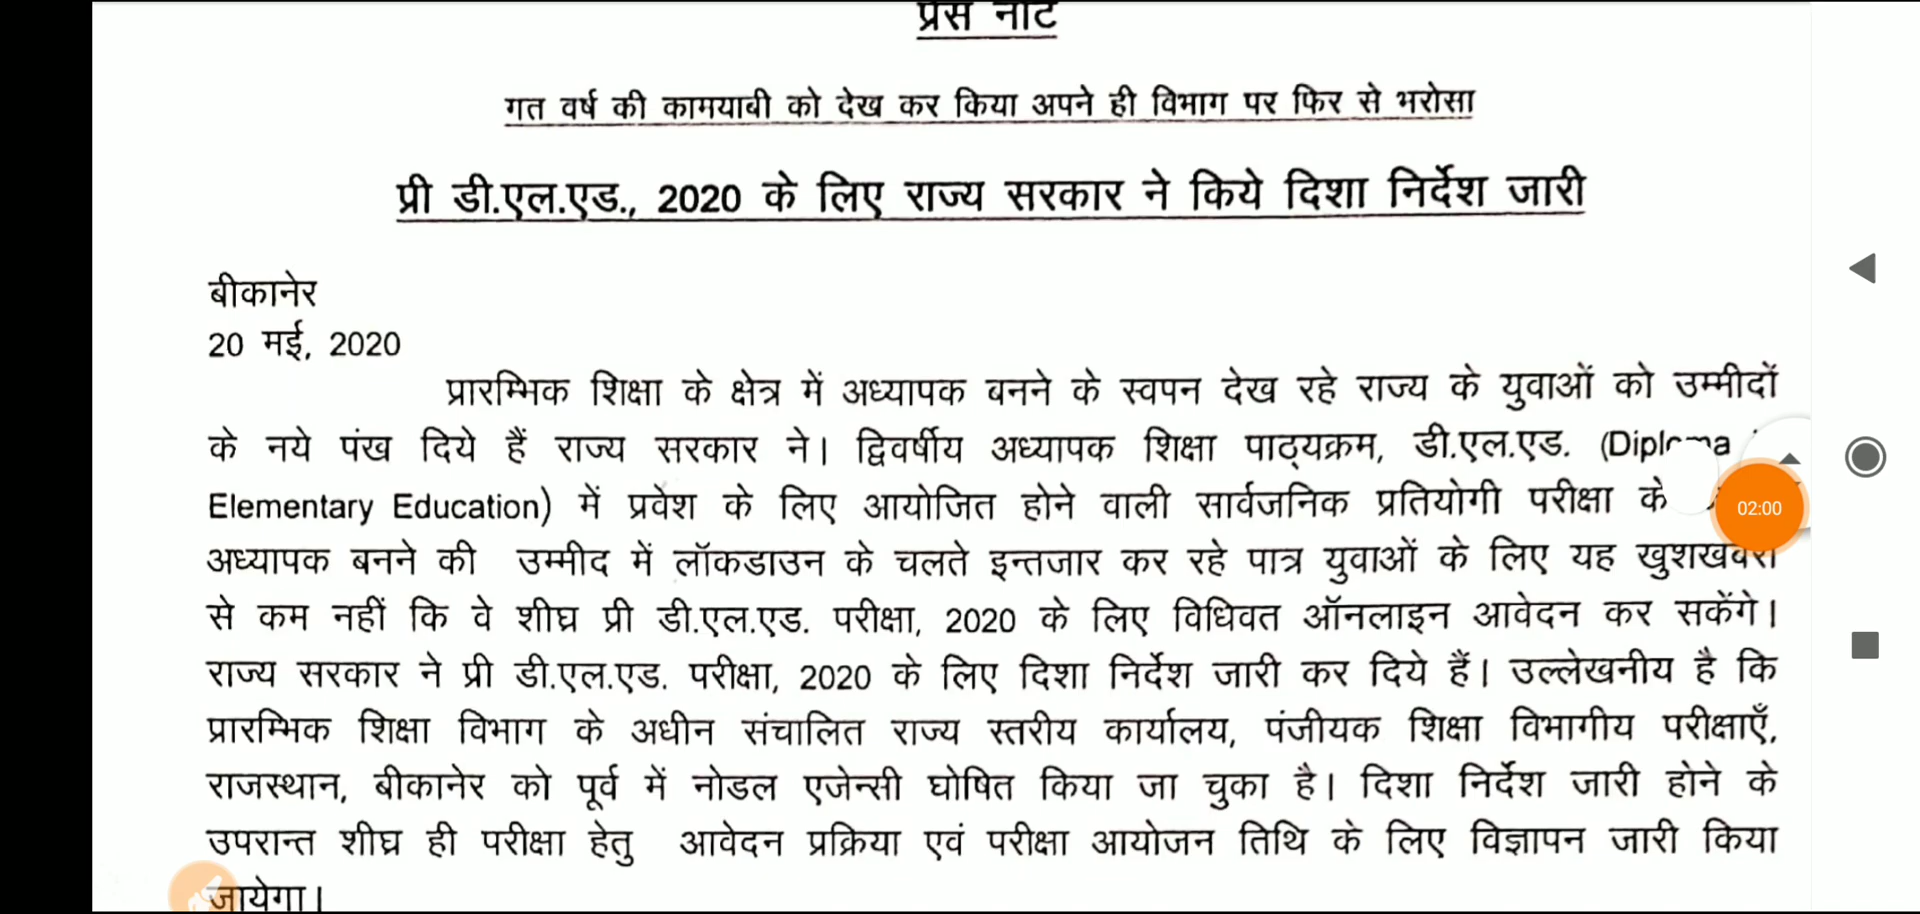 प्रेस नोट
गत वर्ष की कामयाबी को देख कर किया अपने ही विभाग पर फिर से भरोसा
प्री डी.एल.एड., 2020 के लिए राज्य सरकार ने किये दिशा निर्देश जारी
बीकानेर
20 मई, 2020
प्रारम्भिक शिक्षा के क्षेत्र में अध्यापक बनने के स्वपन देख रहे राज्य के युवाओं को उम्मीदों
के नये पंख दिये हैं राज्य सरकार ने। द्विवर्षीय अध्यापक शिक्षा पाठ्यक्रम, डी.एल.एड.
Elementary Education) में प्रवेश के लिए आयोजित होने वाली सार्वजनिक प्रतियोगी परीक्षा के
02:00
अध्यापक बनने की उम्मीद में लॉकडाउन के चलते इन्तजार कर रहे पात्र युवाओं के लिए यह खुशखबरी
से कम नहीं कि वे शीघ्र प्री डी.एल.एड. परीक्षा, 2020 के लिए विधिवत ऑनलाइन आवेदन कर सकेंगे।
राज्य सरकार ने प्री डी.एल.एड. परीक्षा, 2020 के लिए दिशा निर्देश जारी कर दिये हैं। उल्लेखनीय है कि
प्रारम्भिक शिक्षा विभाग के अधीन संचालित राज्य स्तरीय कार्यालय, पंजीयक शिक्षा विभागीय परीक्षाएँ,
राजस्थान, बीकानेर को पूर्व में नोडल एजेन्सी घोषित किया जा चुका है। दिशा निर्देश जारी होने के
उपरान्त शीघ्र ही परीक्षा हेतु आवेदन प्रक्रिया एवं परीक्षा आयोजन तिथि के लिए विज्ञापन जारी किया
जायेगा।